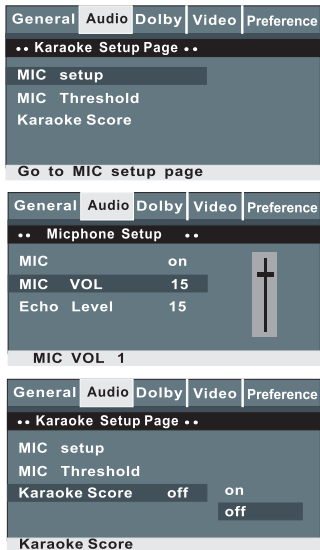 General Audio Dolby Video Preference
•• Karaoke Setup Page ••
MIC setup
MIC Threshold
Karaoke Score
Go to MIC setup page
General Audio Dolby Video Preference
•• Micphone Setup ••
MIC on
MIC VOL 15
Echo Level 15
MIC VOL 1
General Audio Dolby Video Preference
•• Karaoke Setup Page ••
MIC setup
MIC Threshold
Karaoke Score off on
off
Karaoke Score